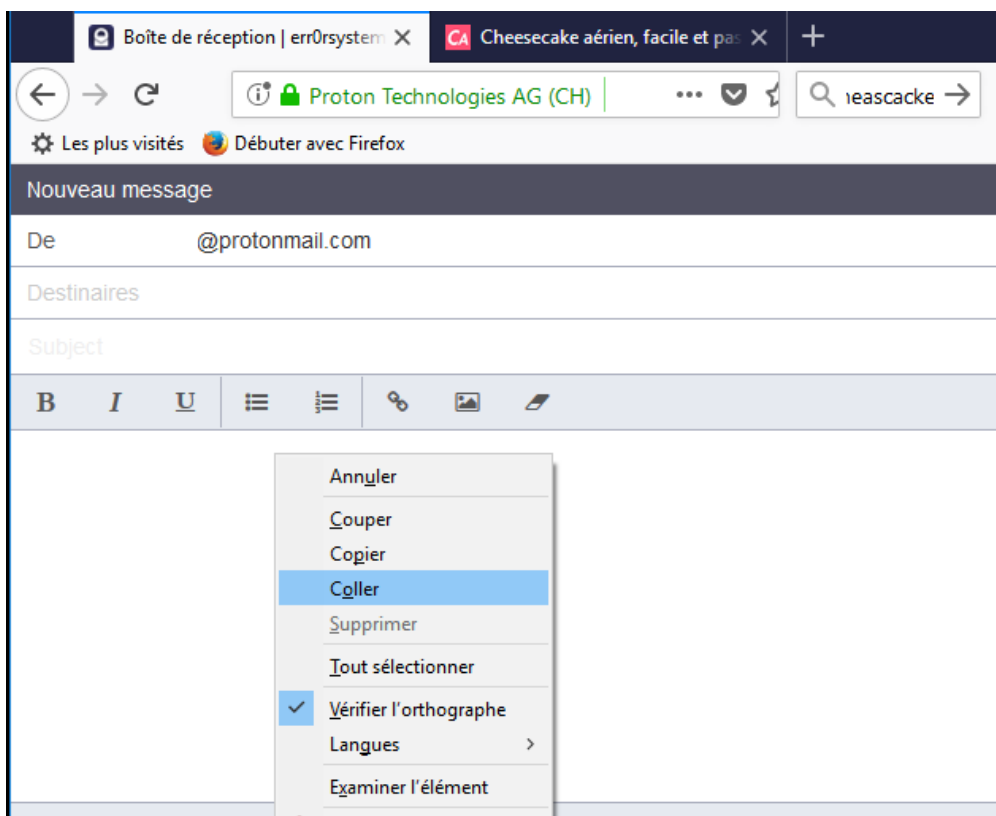 Boîte de réception | err0rsystem
CA Cheesecake aérien, facile et pas
Proton Technologies AG (CH)
heascacke
Les plus visités Débuter avec Firefox
Nouveau message
De @protonmail.com
Destinaires
Subject
B I U
Annuler
Couper
Copier
Coller
Supprimer
Tout sélectionner
Vérifier l'orthographe
Langues
Examiner l'élément